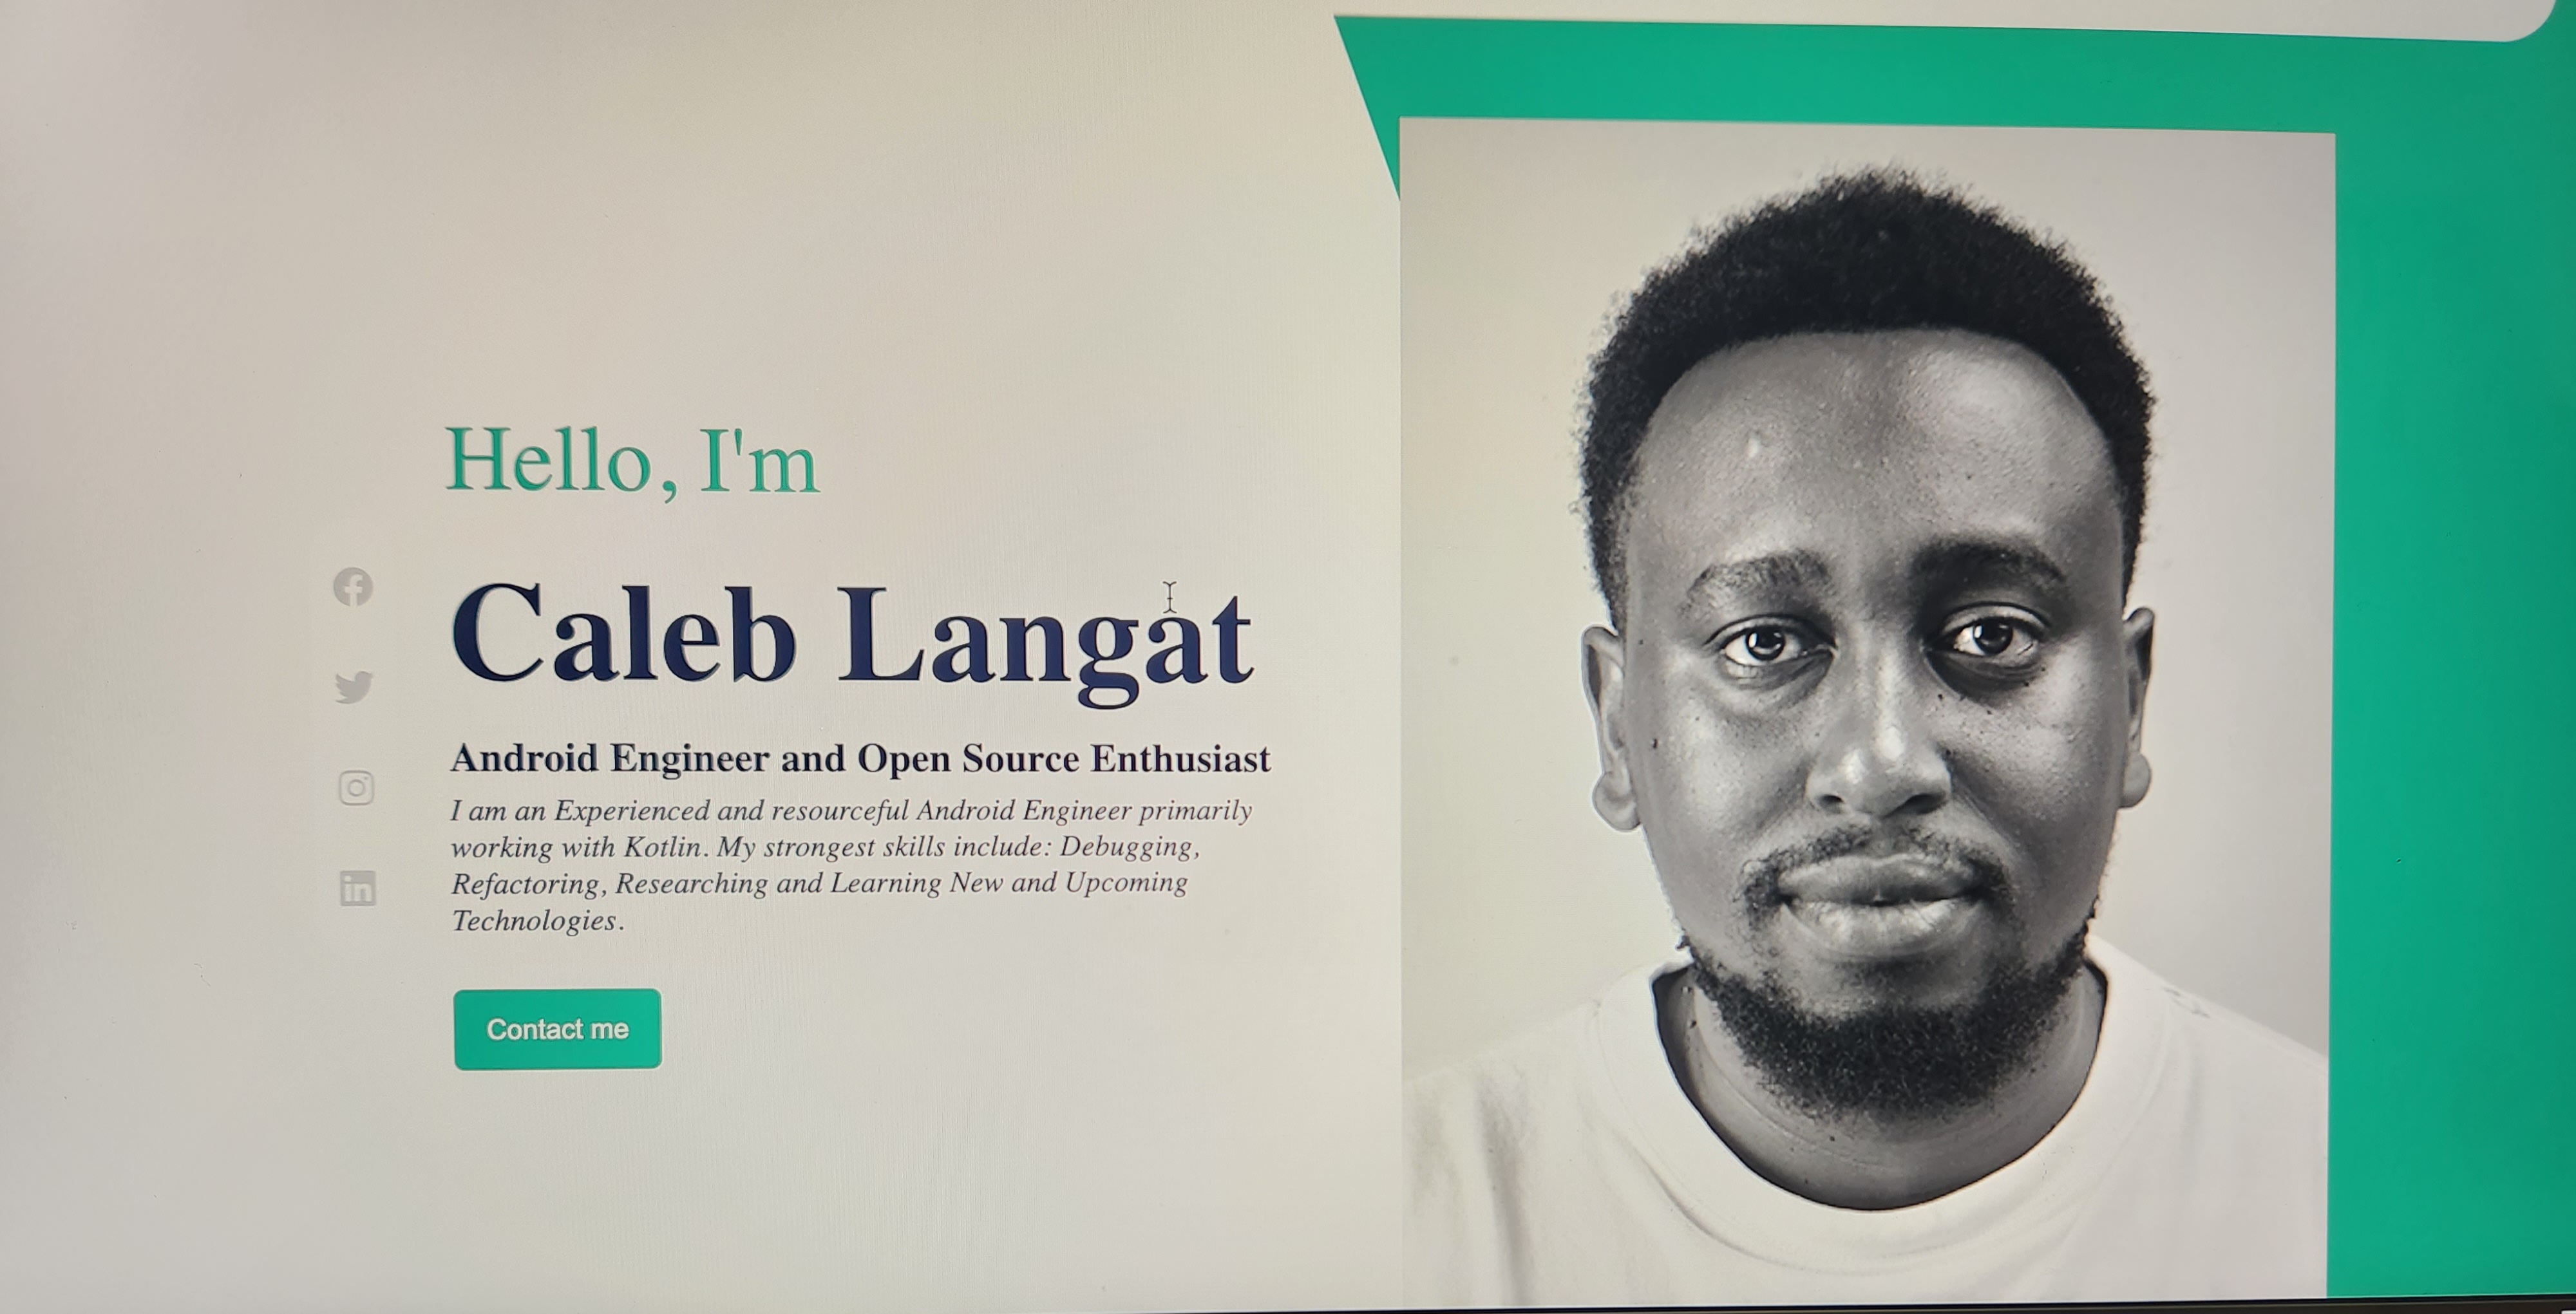 Hello, I'm
Caleb Langat
Android Engineer and Open Source Enthusiast
I am an Experienced and resourceful Android Engineer primarily
working with Kotlin. My strongest skills include: Debugging,
Refactoring, Researching and Learning New and Upcoming
Technologies.
Contact me